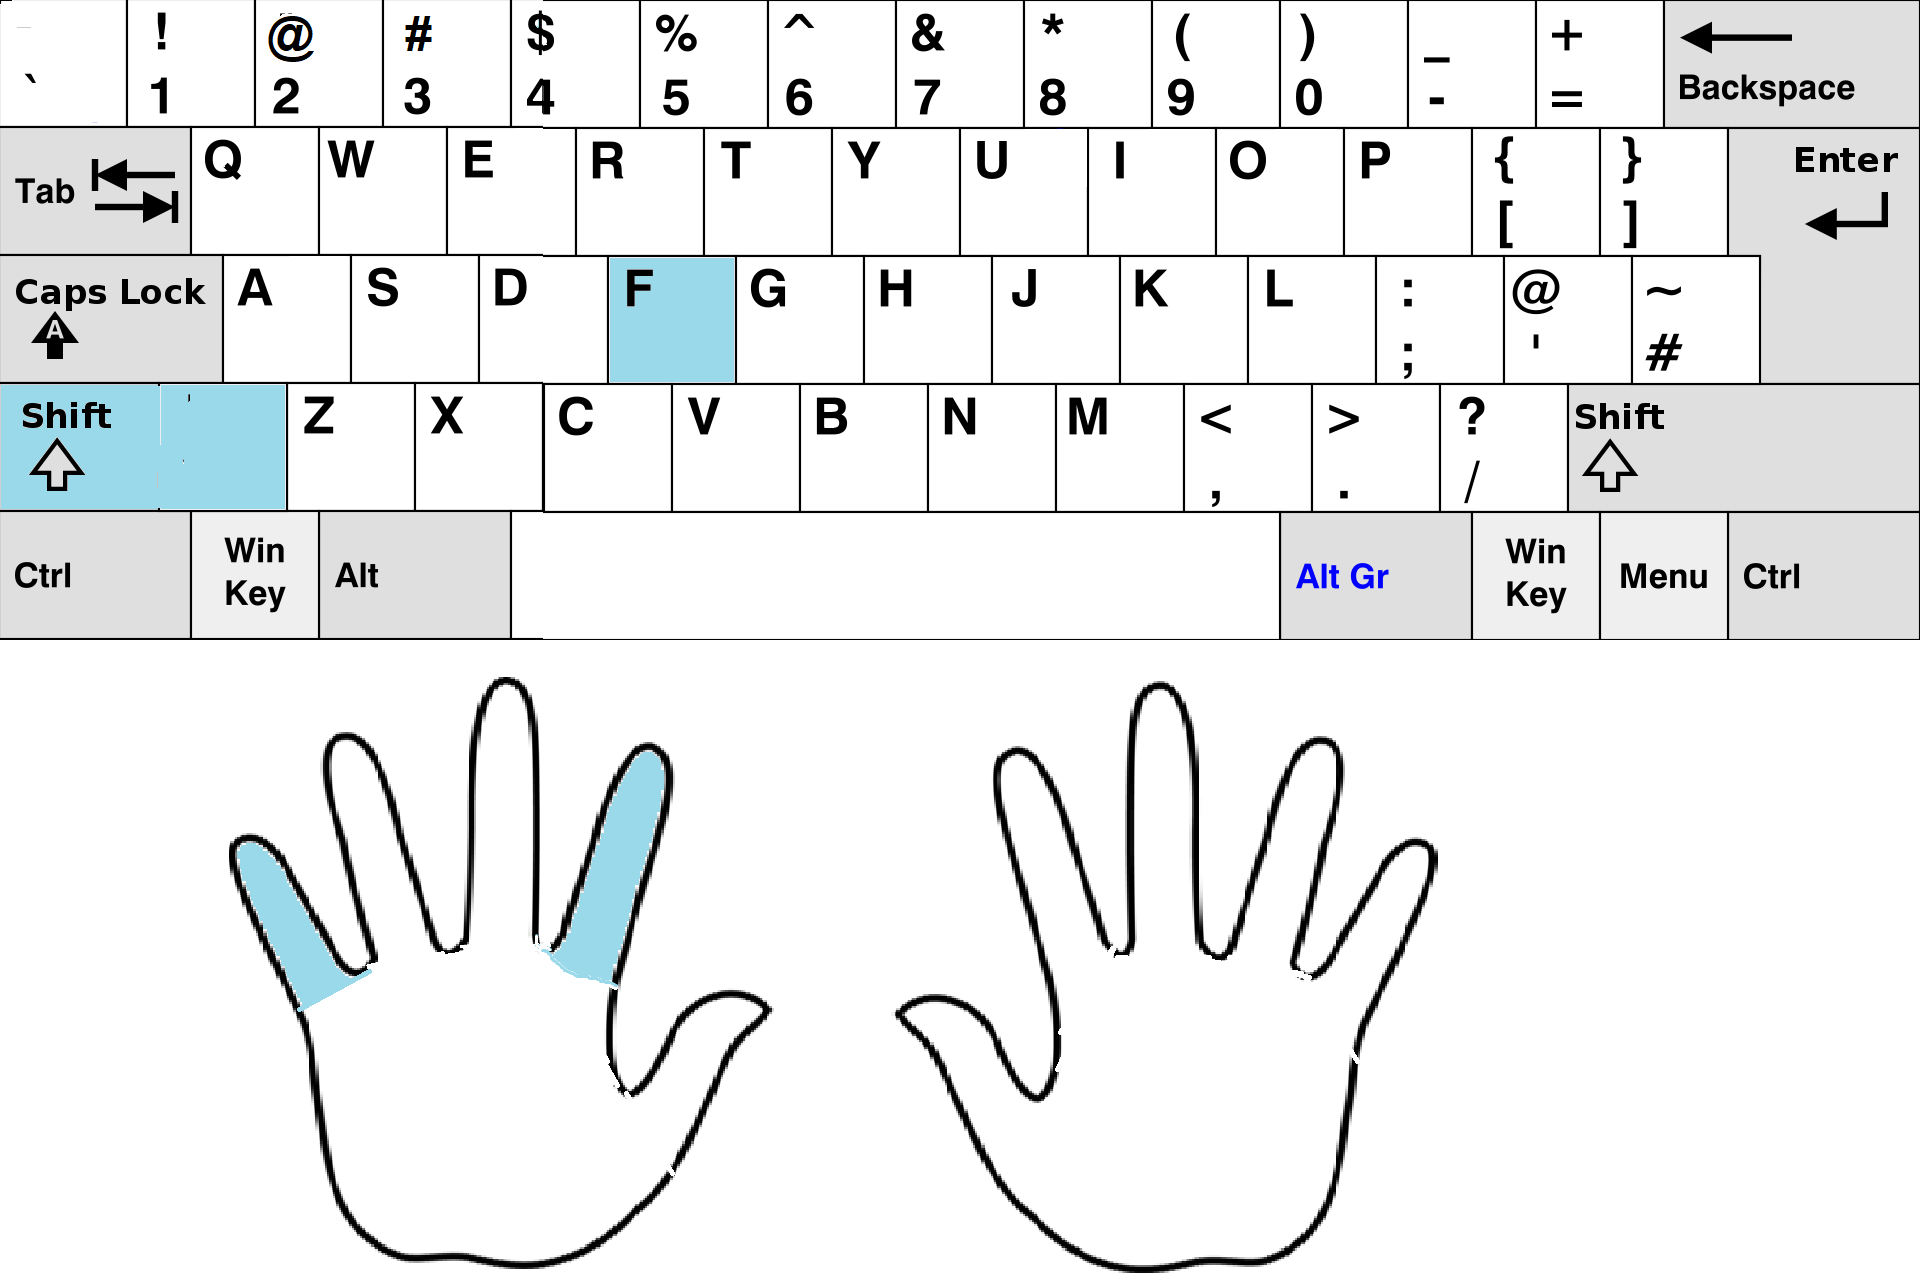 ! @ # $ % ^ & * ( ) _ +
` 1 2 3 4 5 6 7 8 9 0 - = Backspace
Tab Q W E R T Y U I O P { } Enter
[ ]
Caps Lock A S D F G H J K L : @ ~
A ; ' #
Shift Z X C V B N M < > ? Shift
, . /
Ctrl Win Key Alt Alt Gr Win Key Menu Ctrl